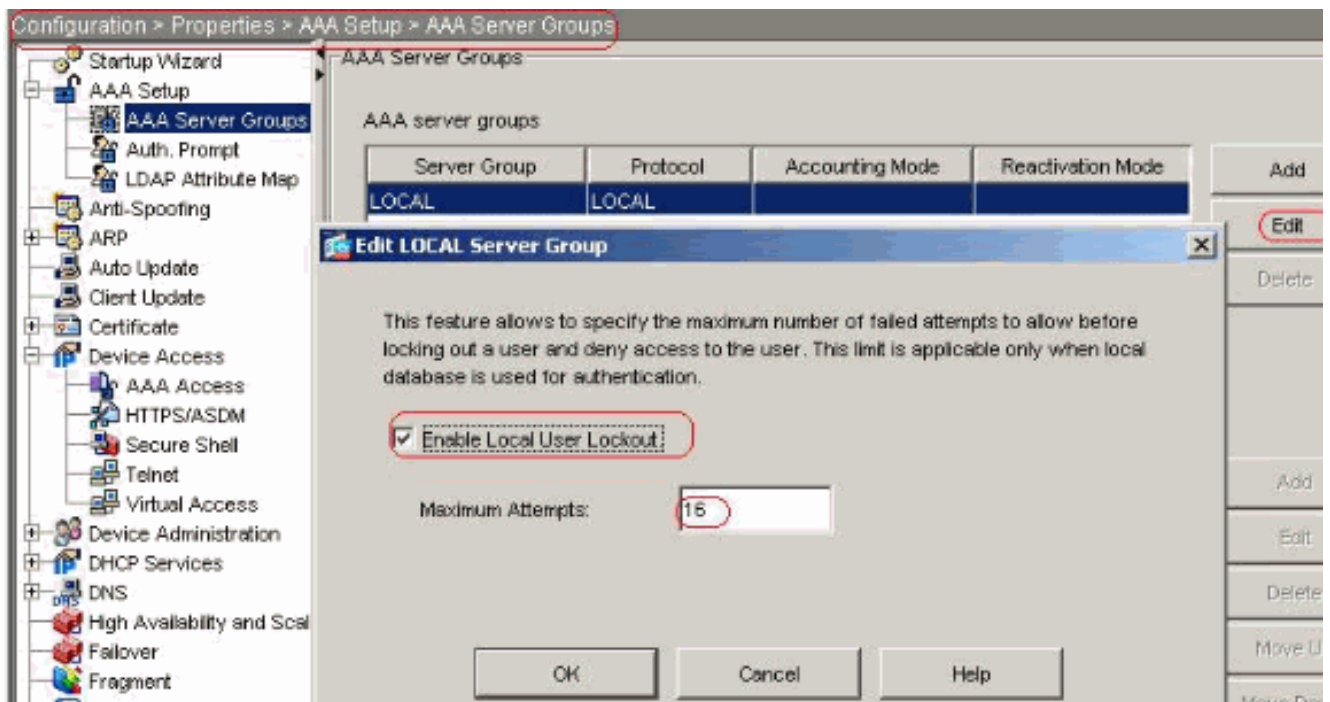 Configuration > Properties > AAA Setup > AAA Server Groups
Startup Wizard
AAA Setup
AAA Server Groups
Auth. Prompt
LDAP Attribute Map
Anti-Spoofing
ARP
Auto Update
Client Update
Certificate
Device Access
AAA Access
HTTPS/ASDM
Secure Shell
Telnet
Virtual Access
Device Administration
DHCP Services
DNS
High Availability and Scal
Failover
Fragment
AAA Server Groups
AAA server groups
Server Group Protocol Accounting Mode Reactivation Mode
LOCAL LOCAL
Add
Edit
Delete
Edit LOCAL Server Group
This feature allows to specify the maximum number of failed attempts to allow before
locking out a user and deny access to the user. This limit is applicable only when local
database is used for authentication.
Enable Local User Lockout
Maximum Attempts: 16
OK Cancel Help
Add
Edit
Delete
Move U